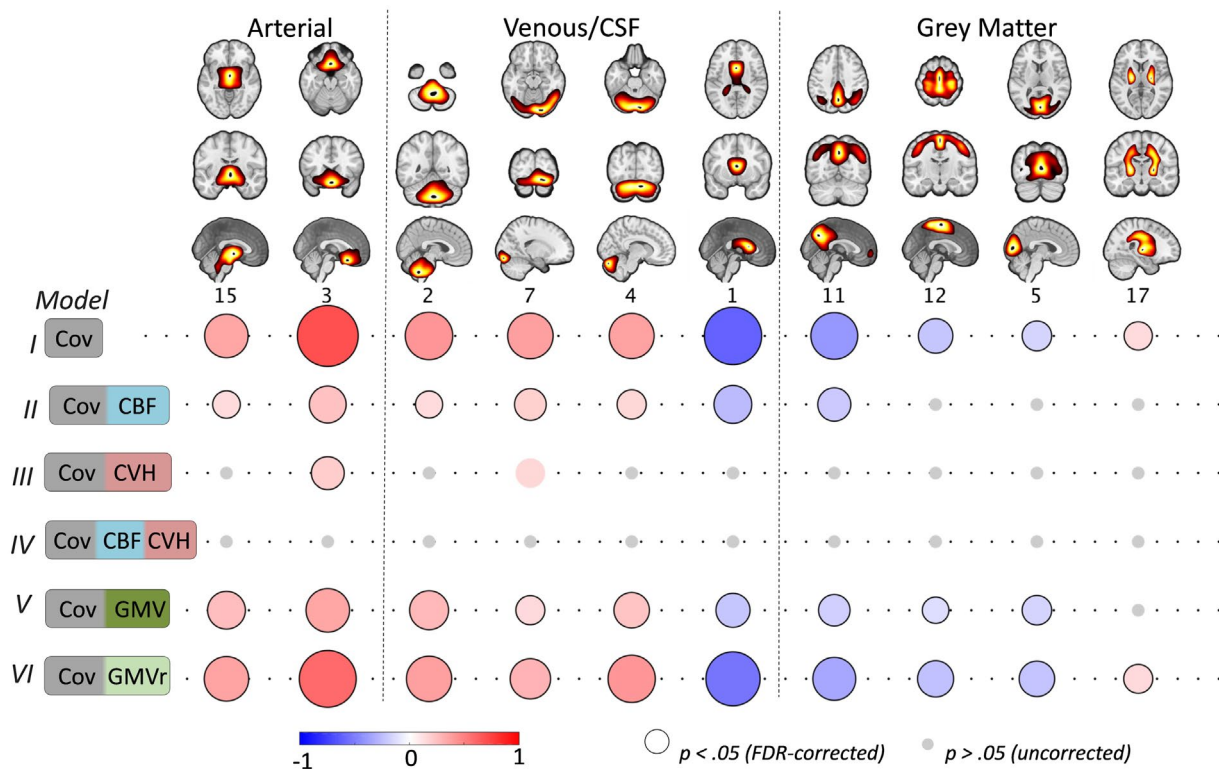 Arterial Venous/CSF Grey Matter
Model 15 3 2 7 4 1 11 12 5 17
I Cov
II Cov CBF
III Cov CVH
IV Cov CBF CVH
V Cov GMV
VI Cov GMVr
-1 0 1 p < .05 (FDR-corrected) p > .05 (uncorrected)